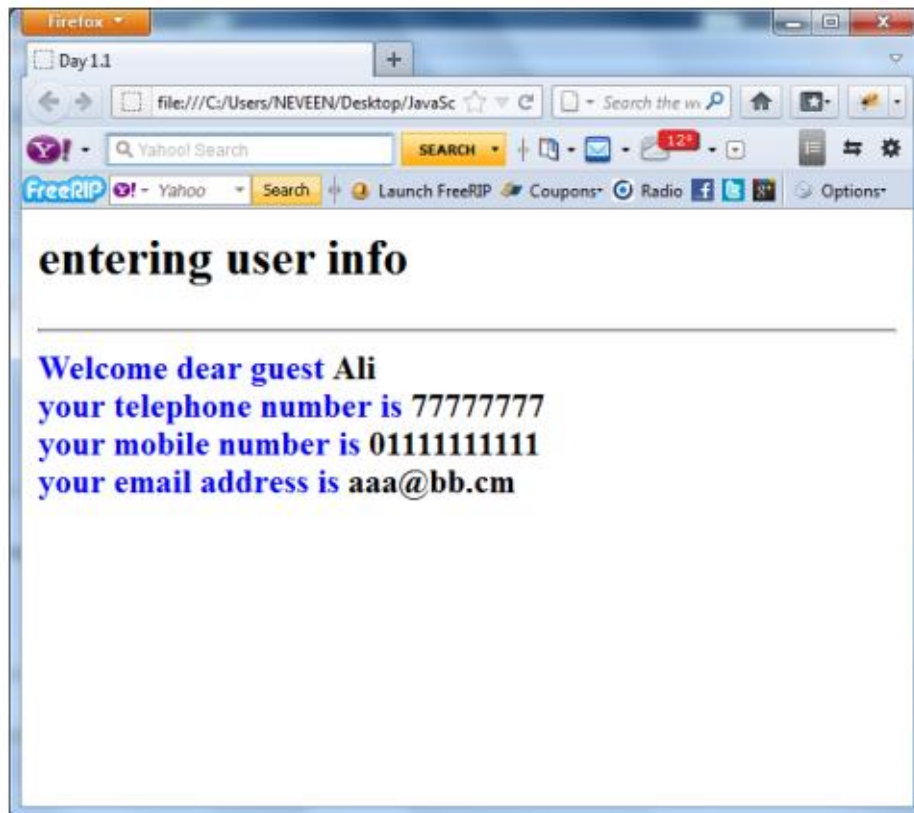 Firefox
Day 1.1
file:///C:/Users/NEVEEN/Desktop/JavaSc
Search the w
Y!
Yahoo! Search
SEARCH
12°
FreeRIP
Y! - Yahoo
Search
Launch FreeRIP
Coupons
Radio
Options
entering user info
Welcome dear guest Ali
your telephone number is 77777777
your mobile number is 01111111111
your email address is aaa@bb.cm